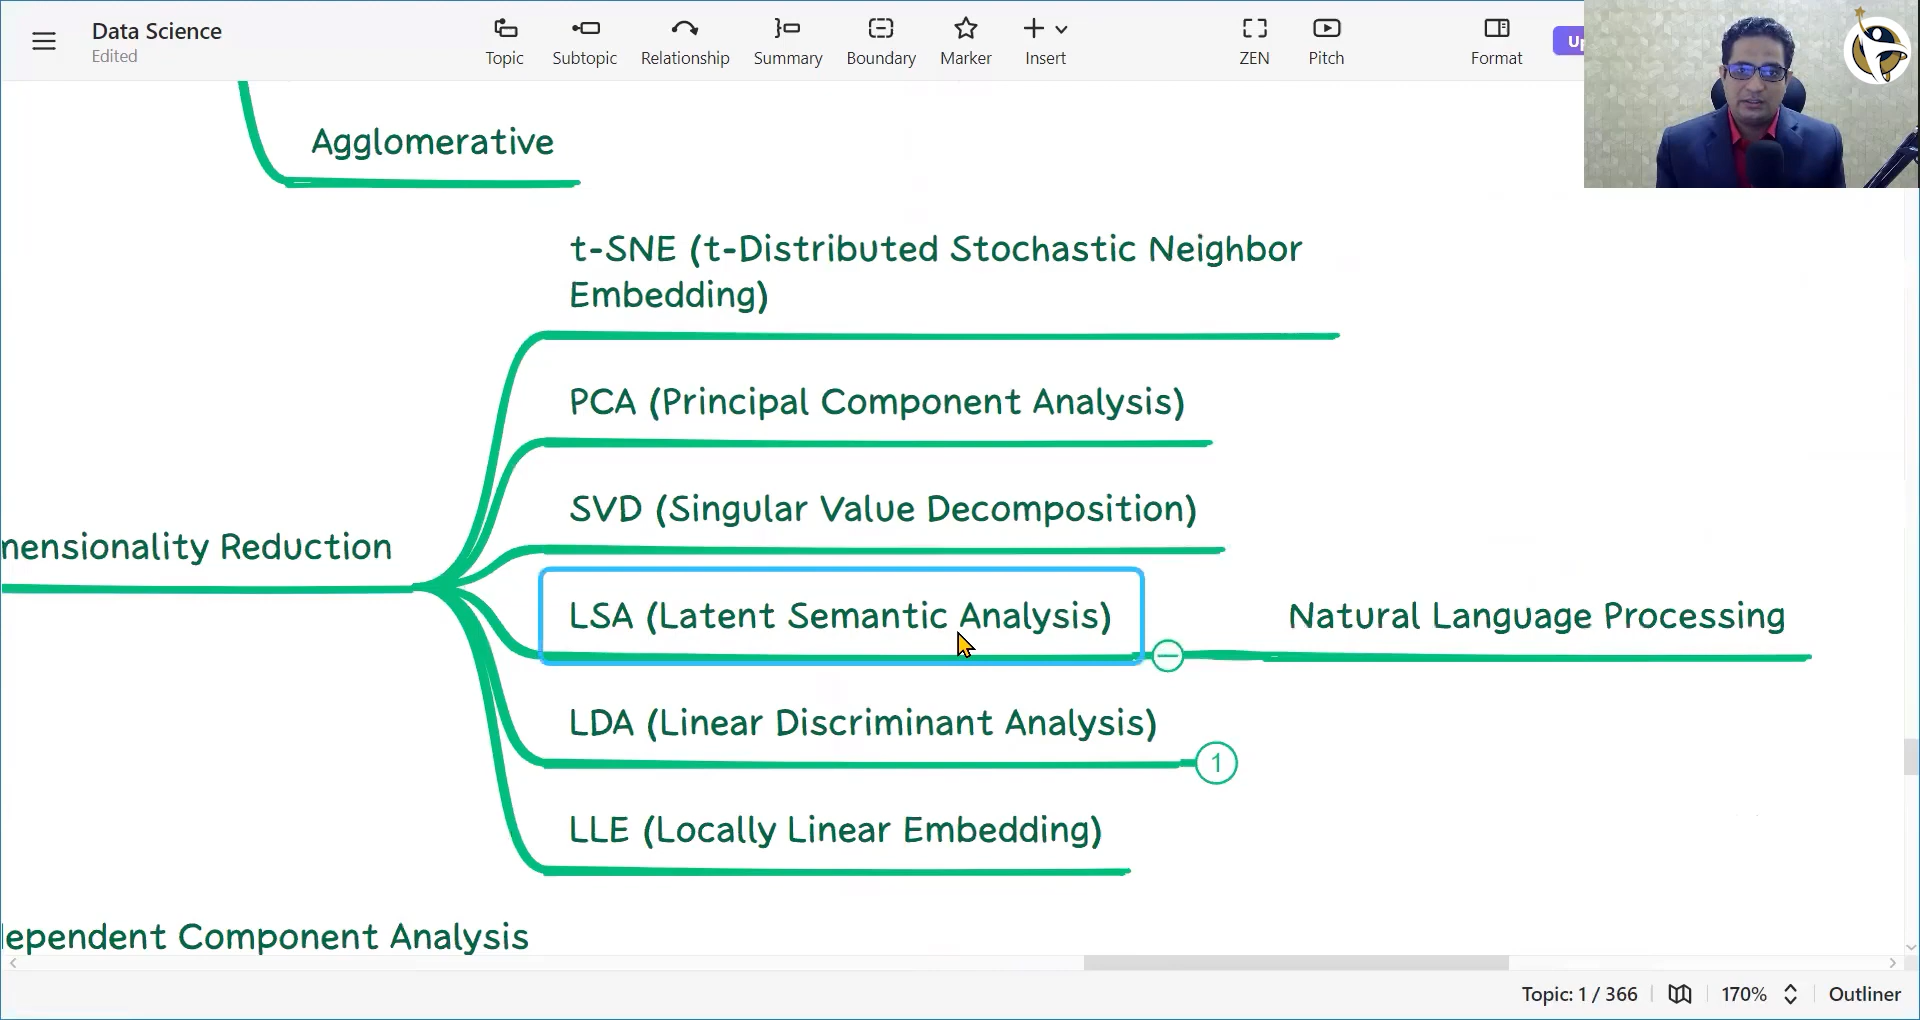 Data Science
Edited
Topic
Subtopic
Relationship
Summary
Boundary
Marker
Insert
ZEN
Pitch
Format
Agglomerative
t-SNE (t-Distributed Stochastic Neighbor
Embedding)
PCA (Principal Component Analysis)
SVD (Singular Value Decomposition)
mensionality Reduction
LSA (Latent Semantic Analysis)
Natural Language Processing
LDA (Linear Discriminant Analysis)
1
LLE (Locally Linear Embedding)
ependent Component Analysis
Topic: 1 / 366
170%
Outliner